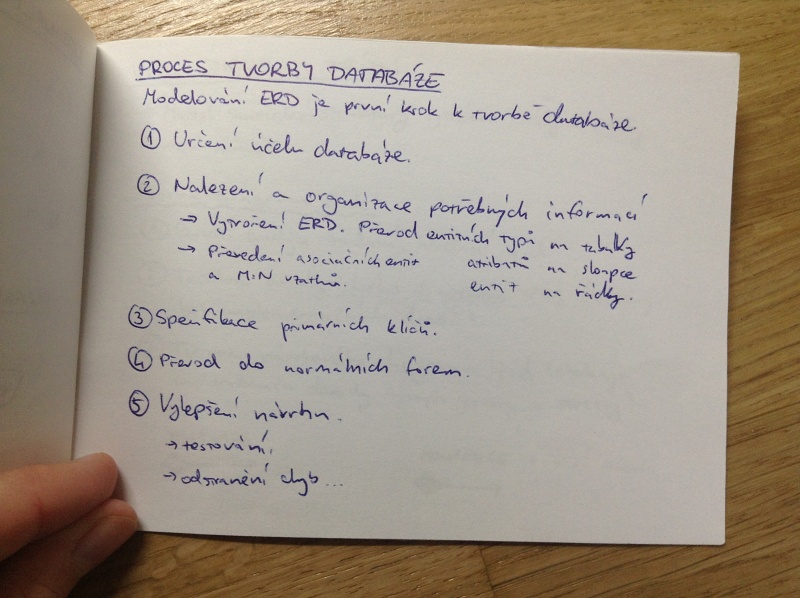 PROCES TVORBY DATABÁZE
Modelování ERD je první krok k tvorbě databáze.
① Určení účelu databáze.
② Nalezení a organizace potřebných informací
→ Vytvoření ERD. Převod entitních typů na tabulky
→ Převedení asociačních entit atributů na sloupce
a M:N vztahů. entit na řádky.
③ Specifikace primárních klíčů.
④ Převod do normálních forem.
⑤ Vylepšení návrhu.
→ testování,
→ odstranění chyb...